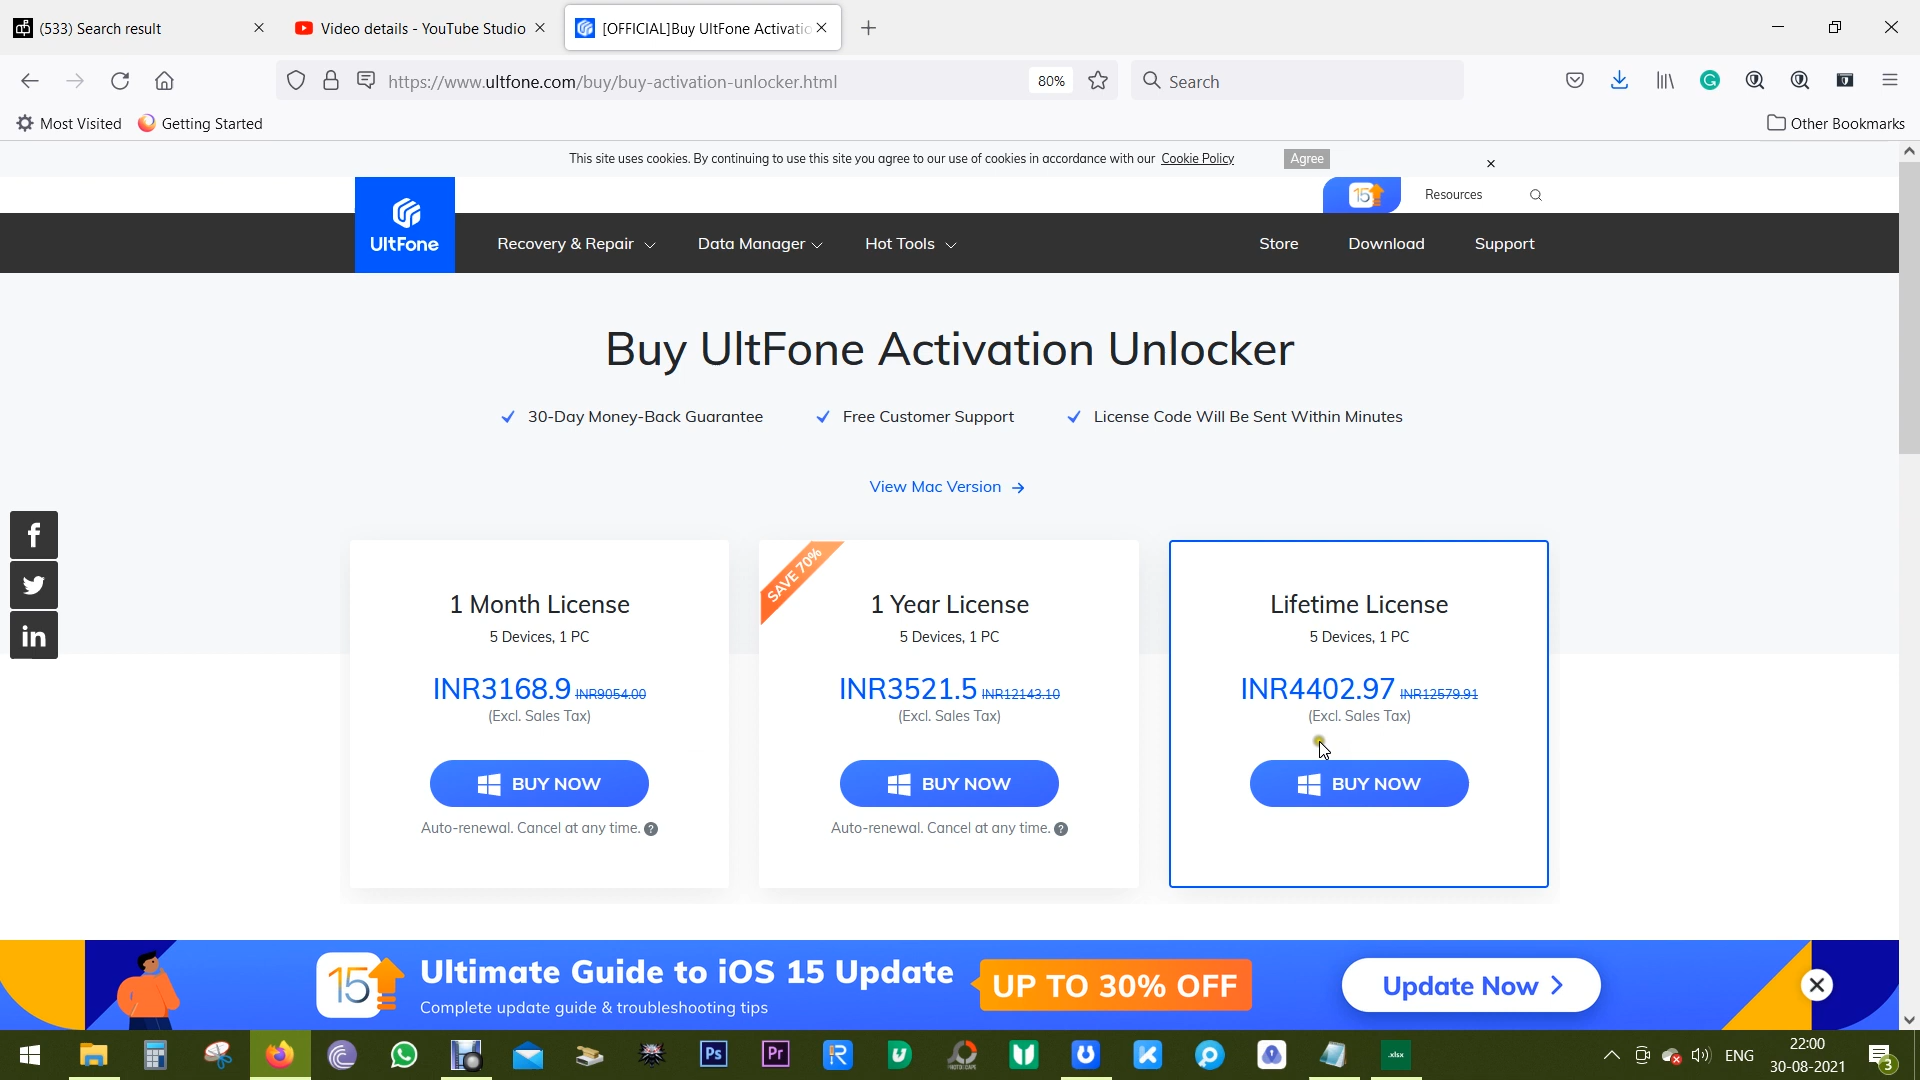 (533) Search result
Video details - YouTube Studio
[OFFICIAL]Buy UltFone Activatio
https://www.ultfone.com/buy/buy-activation-unlocker.html
80%
Search
Most Visited
Getting Started
Other Bookmarks
This site uses cookies. By continuing to use this site you agree to our use of cookies in accordance with our Cookie Policy
Agree
15
Resources
UltFone
Recovery & Repair
Data Manager
Hot Tools
Store
Download
Support
Buy UltFone Activation Unlocker
30-Day Money-Back Guarantee
Free Customer Support
License Code Will Be Sent Within Minutes
View Mac Version
f
in
1 Month License
5 Devices, 1 PC
INR3168.9 INR9054.00
(Excl. Sales Tax)
BUY NOW
Auto-renewal. Cancel at any time. ?
SAVE 70%
1 Year License
5 Devices, 1 PC
INR3521.5 INR12143.10
(Excl. Sales Tax)
BUY NOW
Auto-renewal. Cancel at any time. ?
Lifetime License
5 Devices, 1 PC
INR4402.97 INR12579.91
(Excl. Sales Tax)
BUY NOW
15
Ultimate Guide to iOS 15 Update
Complete update guide & troubleshooting tips
UP TO 30% OFF
Update Now
Ps
Pr
.xlsx
ENG
22:00
30-08-2021
3